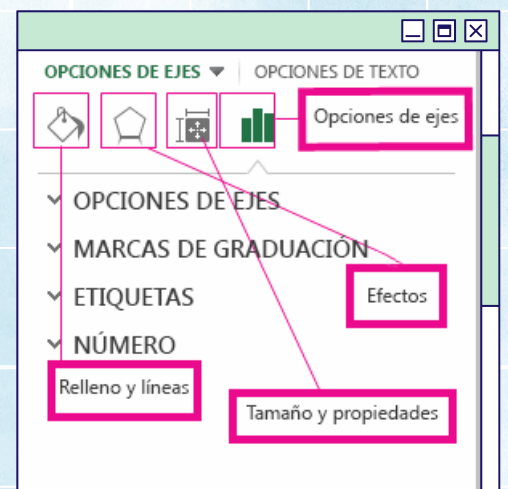 OPCIONES DE EJES
OPCIONES DE TEXTO
Opciones de ejes
OPCIONES DE EJES
MARCAS DE GRADUACIÓN
ETIQUETAS
Efectos
NÚMERO
Relleno y líneas
Tamaño y propiedades